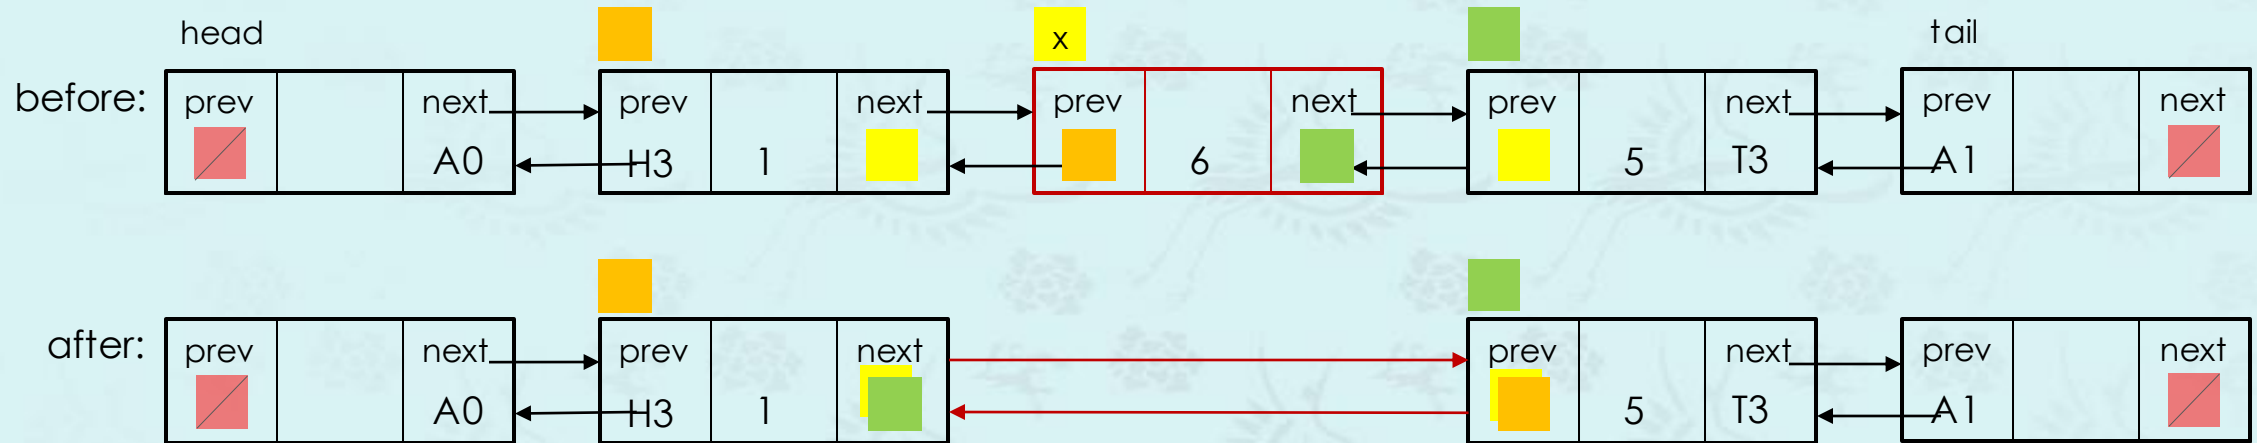 head x tail
before: prev next prev next prev next prev next prev next
A0 H3 1 6 5 T3 A1
after: prev next prev next prev next prev next
A0 H3 1 5 T3 A1